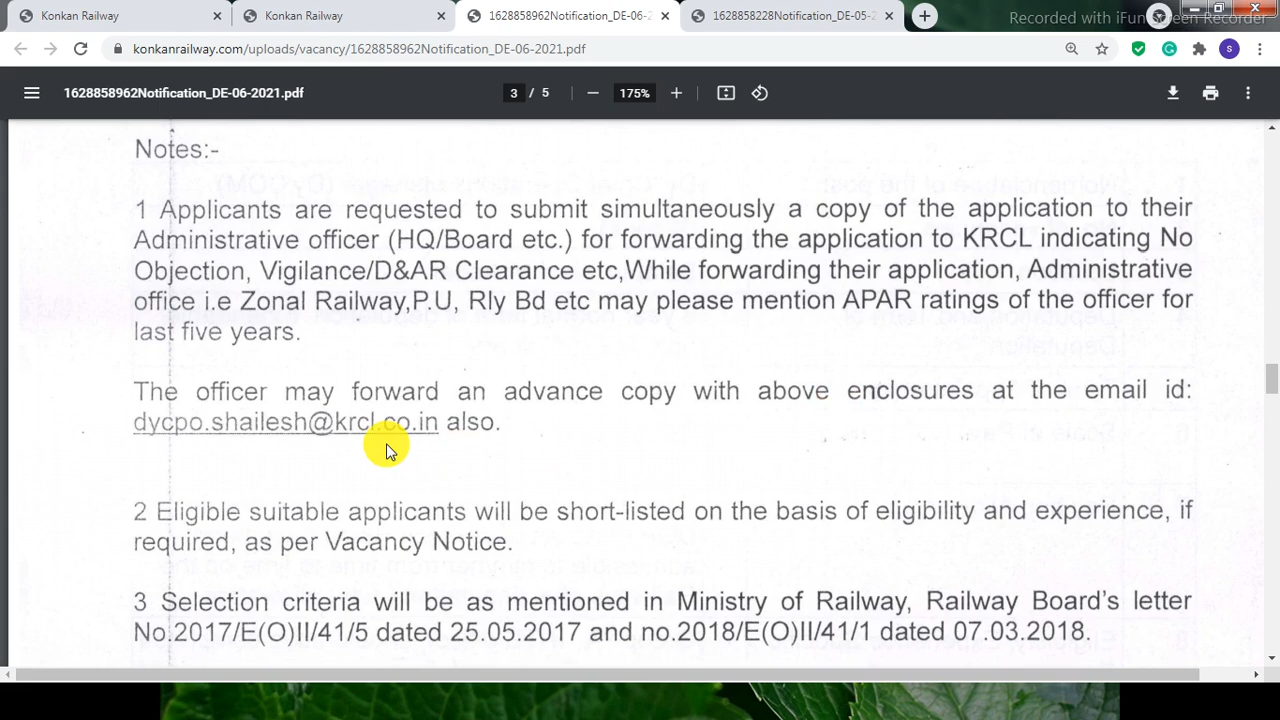 Konkan Railway
Konkan Railway
1628858962Notification_DE-06-2
1628858228Notification_DE-05-2
Recorded with iFun Screen Recorder
konkanrailway.com/uploads/vacancy/1628858962Notification_DE-06-2021.pdf
S
1628858962Notification_DE-06-2021.pdf
3 / 5
175%
Notes:-
1 Applicants are requested to submit simultaneously a copy of the application to their
Administrative officer (HQ/Board etc.) for forwarding the application to KRCL indicating No
Objection, Vigilance/D&AR Clearance etc,While forwarding their application, Administrative
office i.e Zonal Railway,P.U, Rly Bd etc may please mention APAR ratings of the officer for
last five years.
The officer may forward an advance copy with above enclosures at the email id:
dycpo.shailesh@krcl.co.in also.
2 Eligible suitable applicants will be short-listed on the basis of eligibility and experience, if
required, as per Vacancy Notice.
3 Selection criteria will be as mentioned in Ministry of Railway, Railway Board's letter
No.2017/E(O)II/41/5 dated 25.05.2017 and no.2018/E(O)II/41/1 dated 07.03.2018.